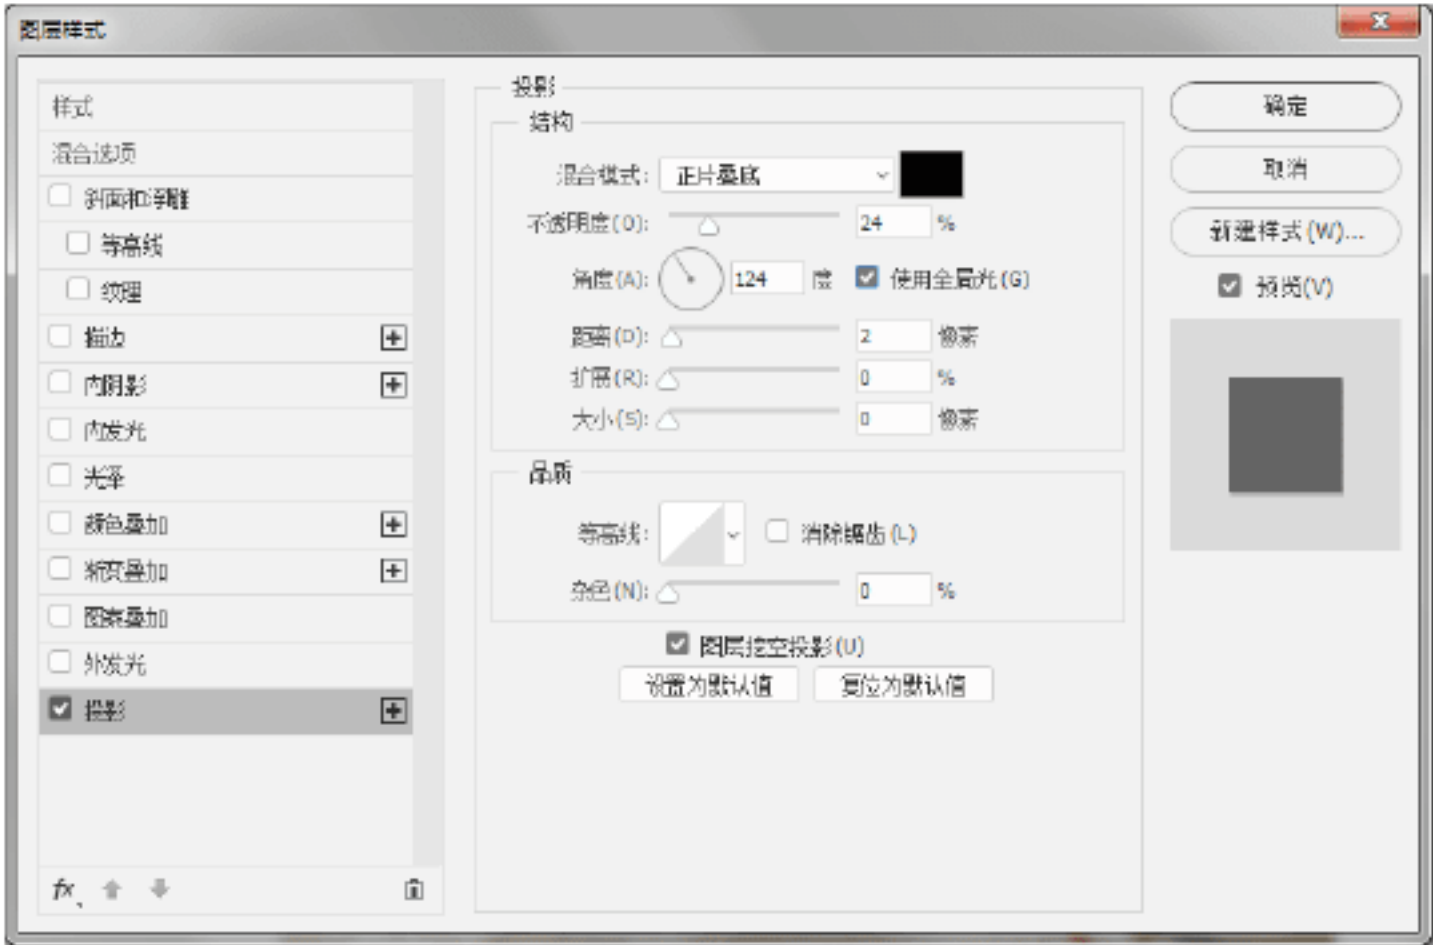 图层样式
样式
混合选项
斜面和浮雕
等高线
纹理
描边
内阴影
内发光
光泽
颜色叠加
渐变叠加
图案叠加
外发光
投影
fx
投影
结构
混合模式: 正片叠底
不透明度(O): 24 %
角度(A): 124 度 使用全局光(G)
距离(D): 2 像素
扩展(R): 0 %
大小(S): 0 像素
品质
等高线: 消除锯齿(L)
杂色(N): 0 %
图层挖空投影(U)
设置为默认值 复位为默认值
确定
取消
新建样式(W)...
预览(V)